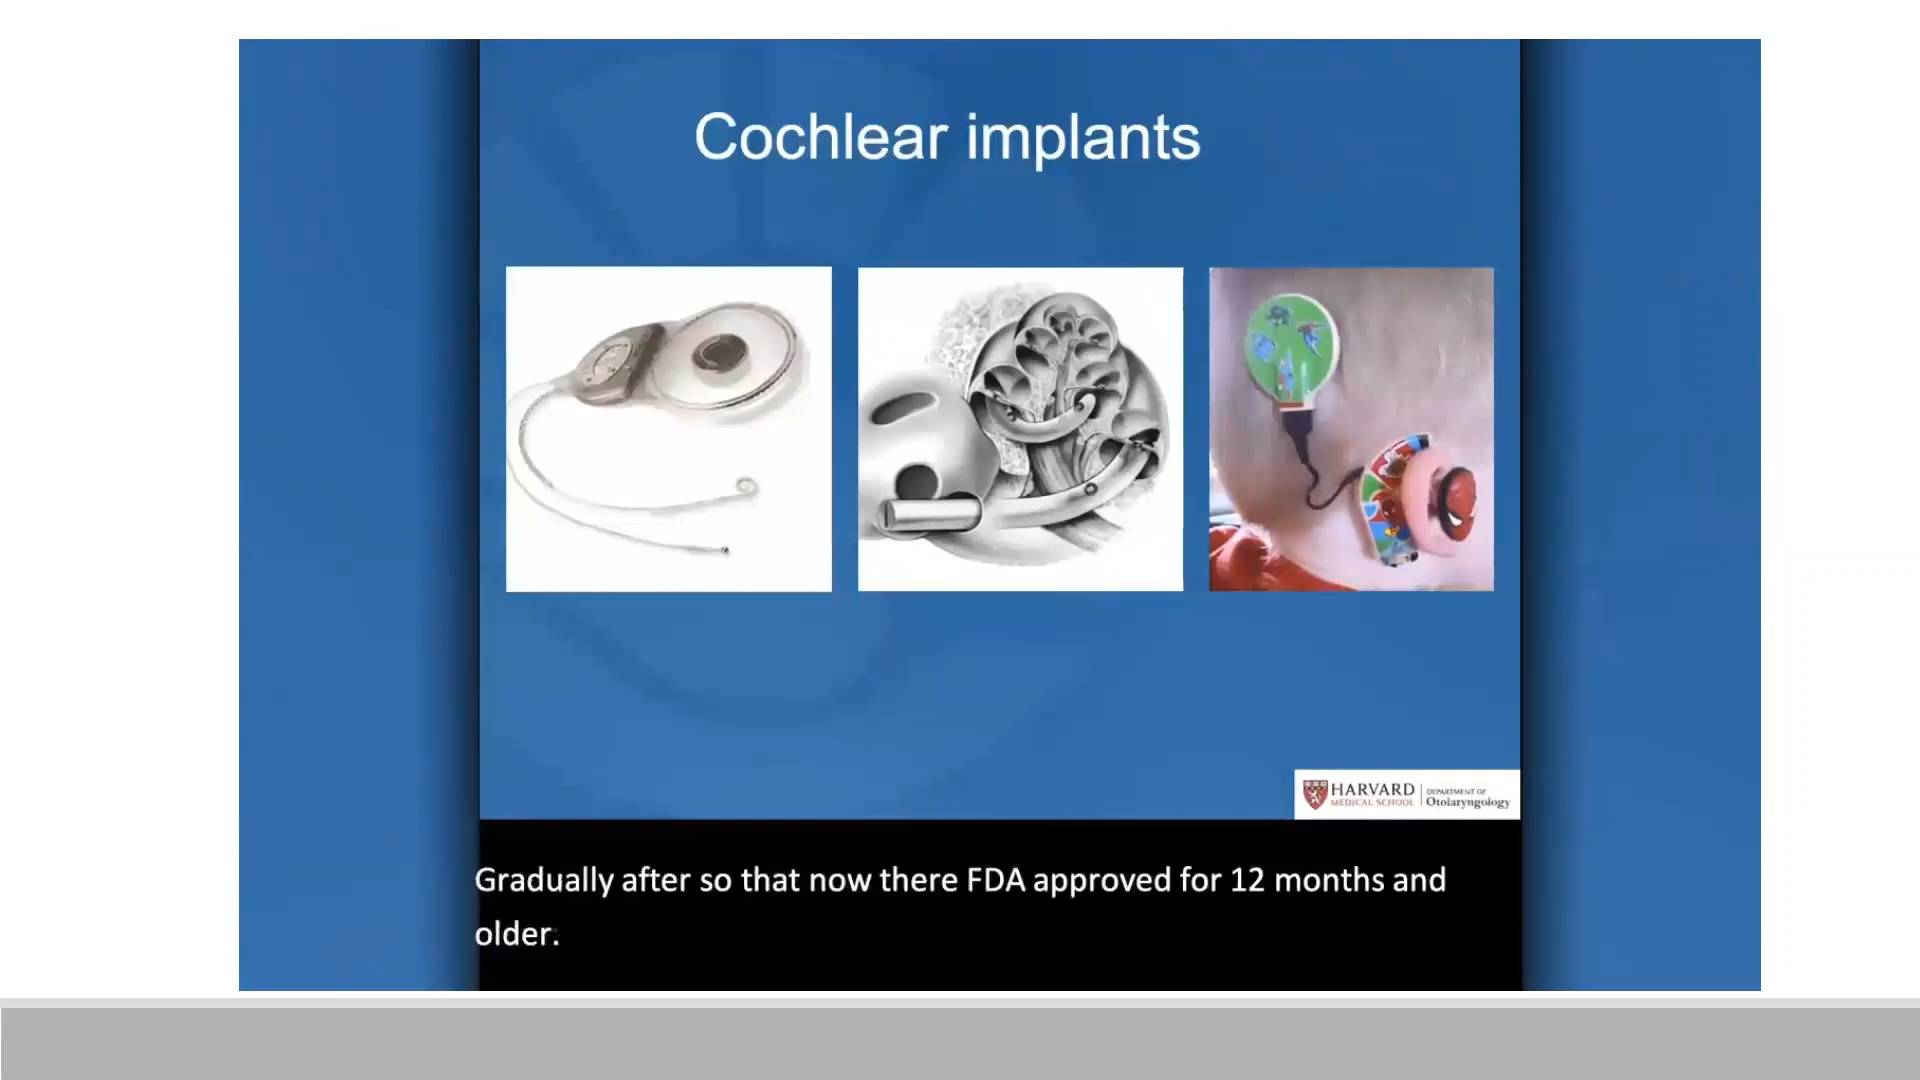 Cochlear implants
HARVARD
MEDICAL SCHOOL
DEPARTMENT OF
Otolaryngology
Gradually after so that now there FDA approved for 12 months and
older.